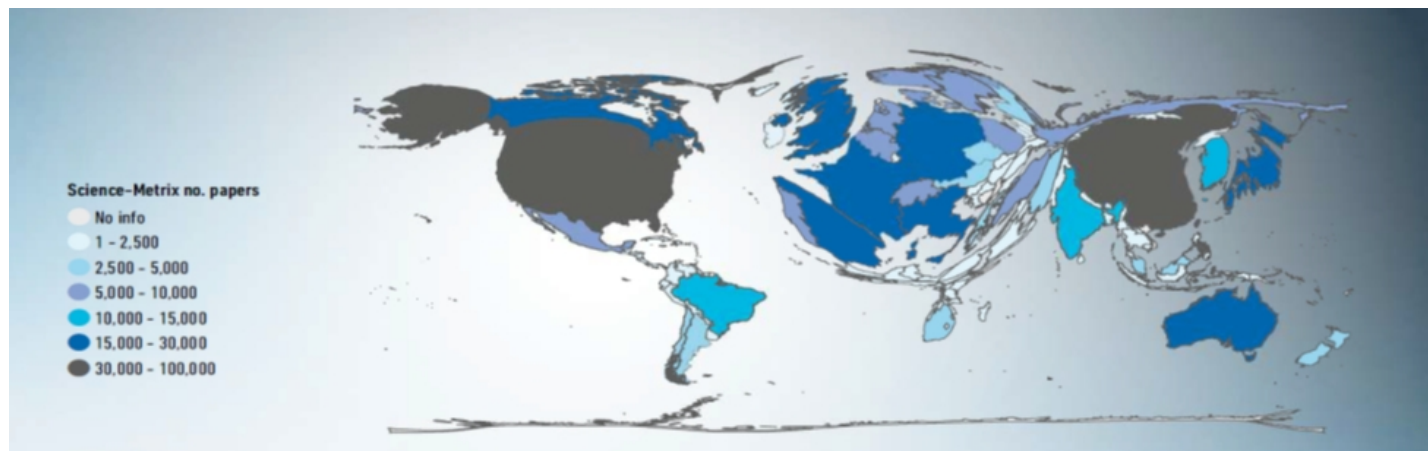 Science-Metrix no. papers
No info
1 - 2,500
2,500 - 5,000
5,000 - 10,000
10,000 - 15,000
15,000 - 30,000
30,000 - 100,000